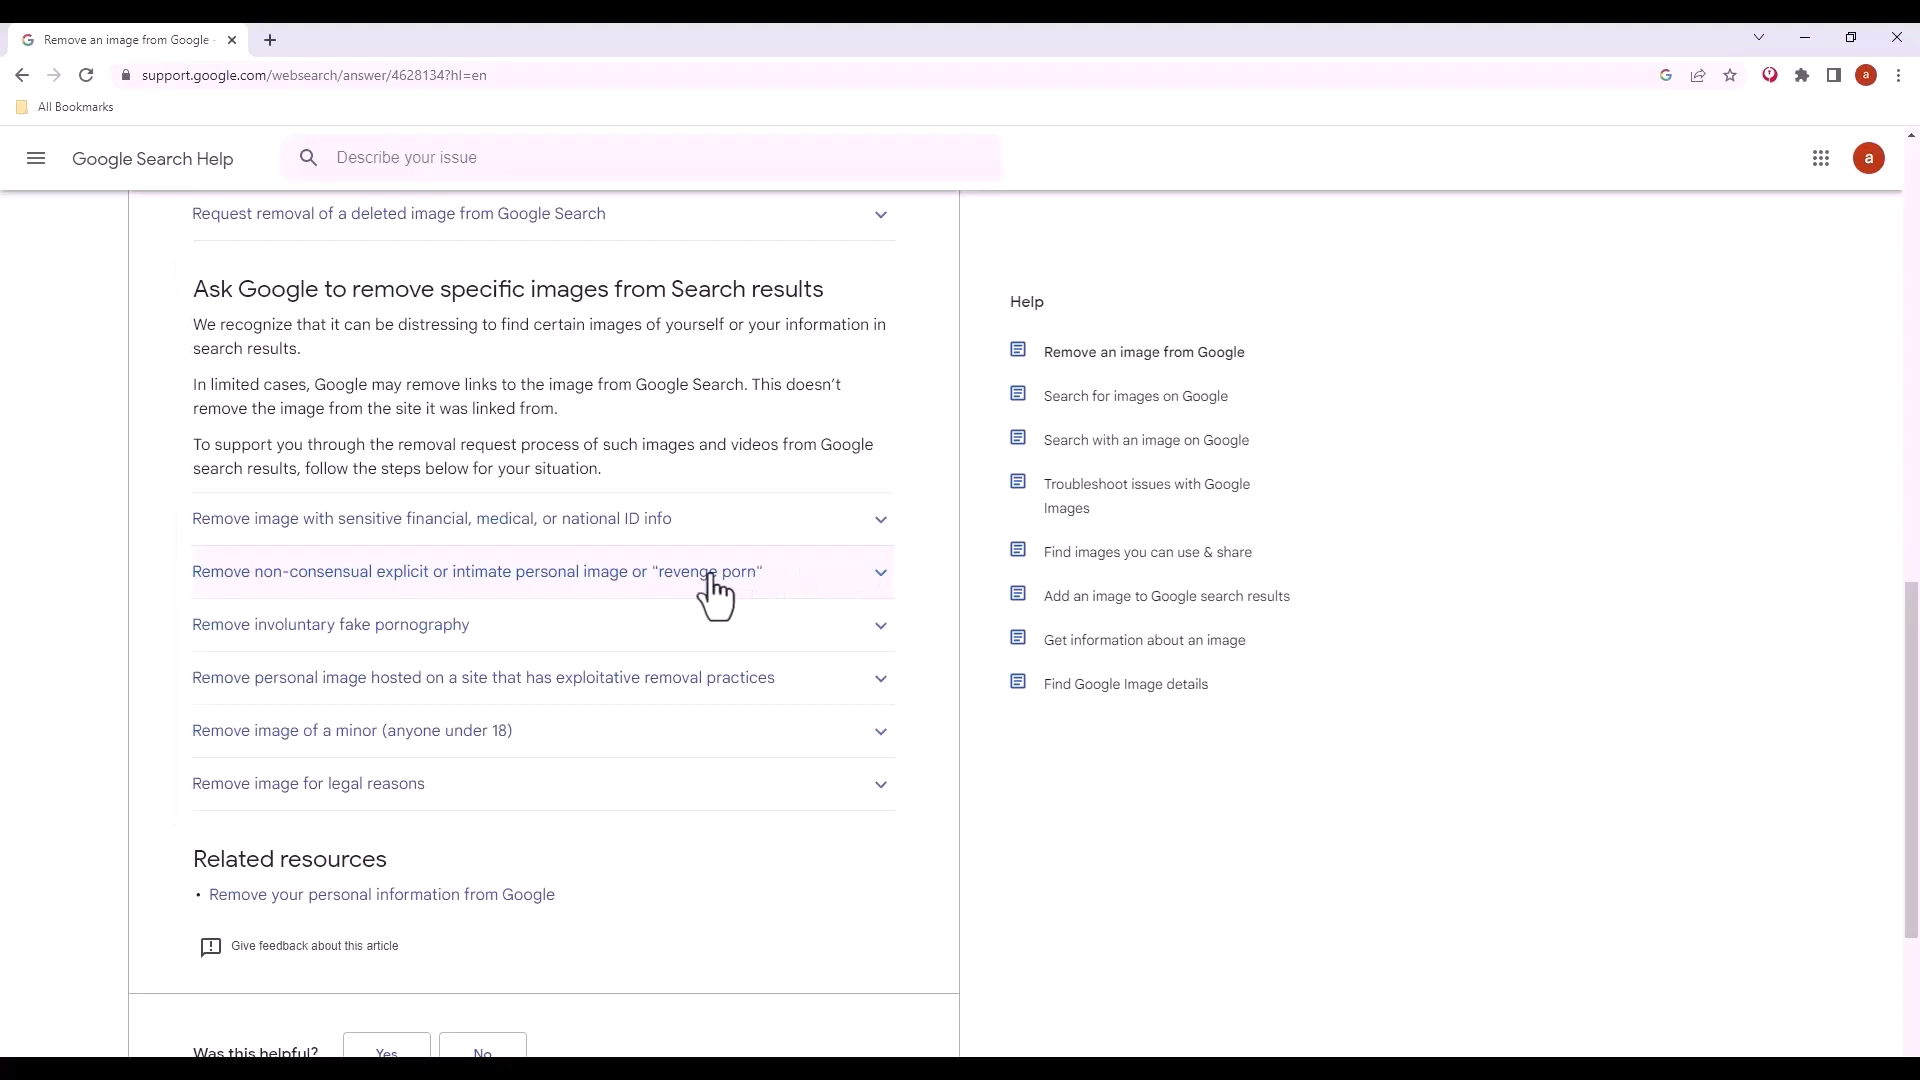 Remove an image from Google -
support.google.com/websearch/answer/4628134?hl=en
a
All Bookmarks
Google Search Help
Describe your issue
a
Request removal of a deleted image from Google Search
Ask Google to remove specific images from Search results
We recognize that it can be distressing to find certain images of yourself or your information in
search results.
In limited cases, Google may remove links to the image from Google Search. This doesn't
remove the image from the site it was linked from.
To support you through the removal request process of such images and videos from Google
search results, follow the steps below for your situation.
Remove image with sensitive financial, medical, or national ID info
Remove non-consensual explicit or intimate personal image or "revenge porn"
Remove involuntary fake pornography
Remove personal image hosted on a site that has exploitative removal practices
Remove image of a minor (anyone under 18)
Remove image for legal reasons
Related resources
• Remove your personal information from Google
Give feedback about this article
Was this helpful?
Yes
No
Help
Remove an image from Google
Search for images on Google
Search with an image on Google
Troubleshoot issues with Google
Images
Find images you can use & share
Add an image to Google search results
Get information about an image
Find Google Image details